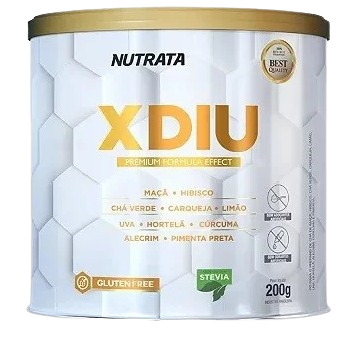 NUTRATA
BEST
QUALITY
XDIU
PREMIUM FORMULA EFFECT
MAÇÃ • HIBISCO
CHÁ VERDE • CARQUEJA • LIMÃO
UVA • HORTELÃ • CÚRCUMA
ALECRIM • PIMENTA PRETA
GLUTEN FREE
STEVIA
200g